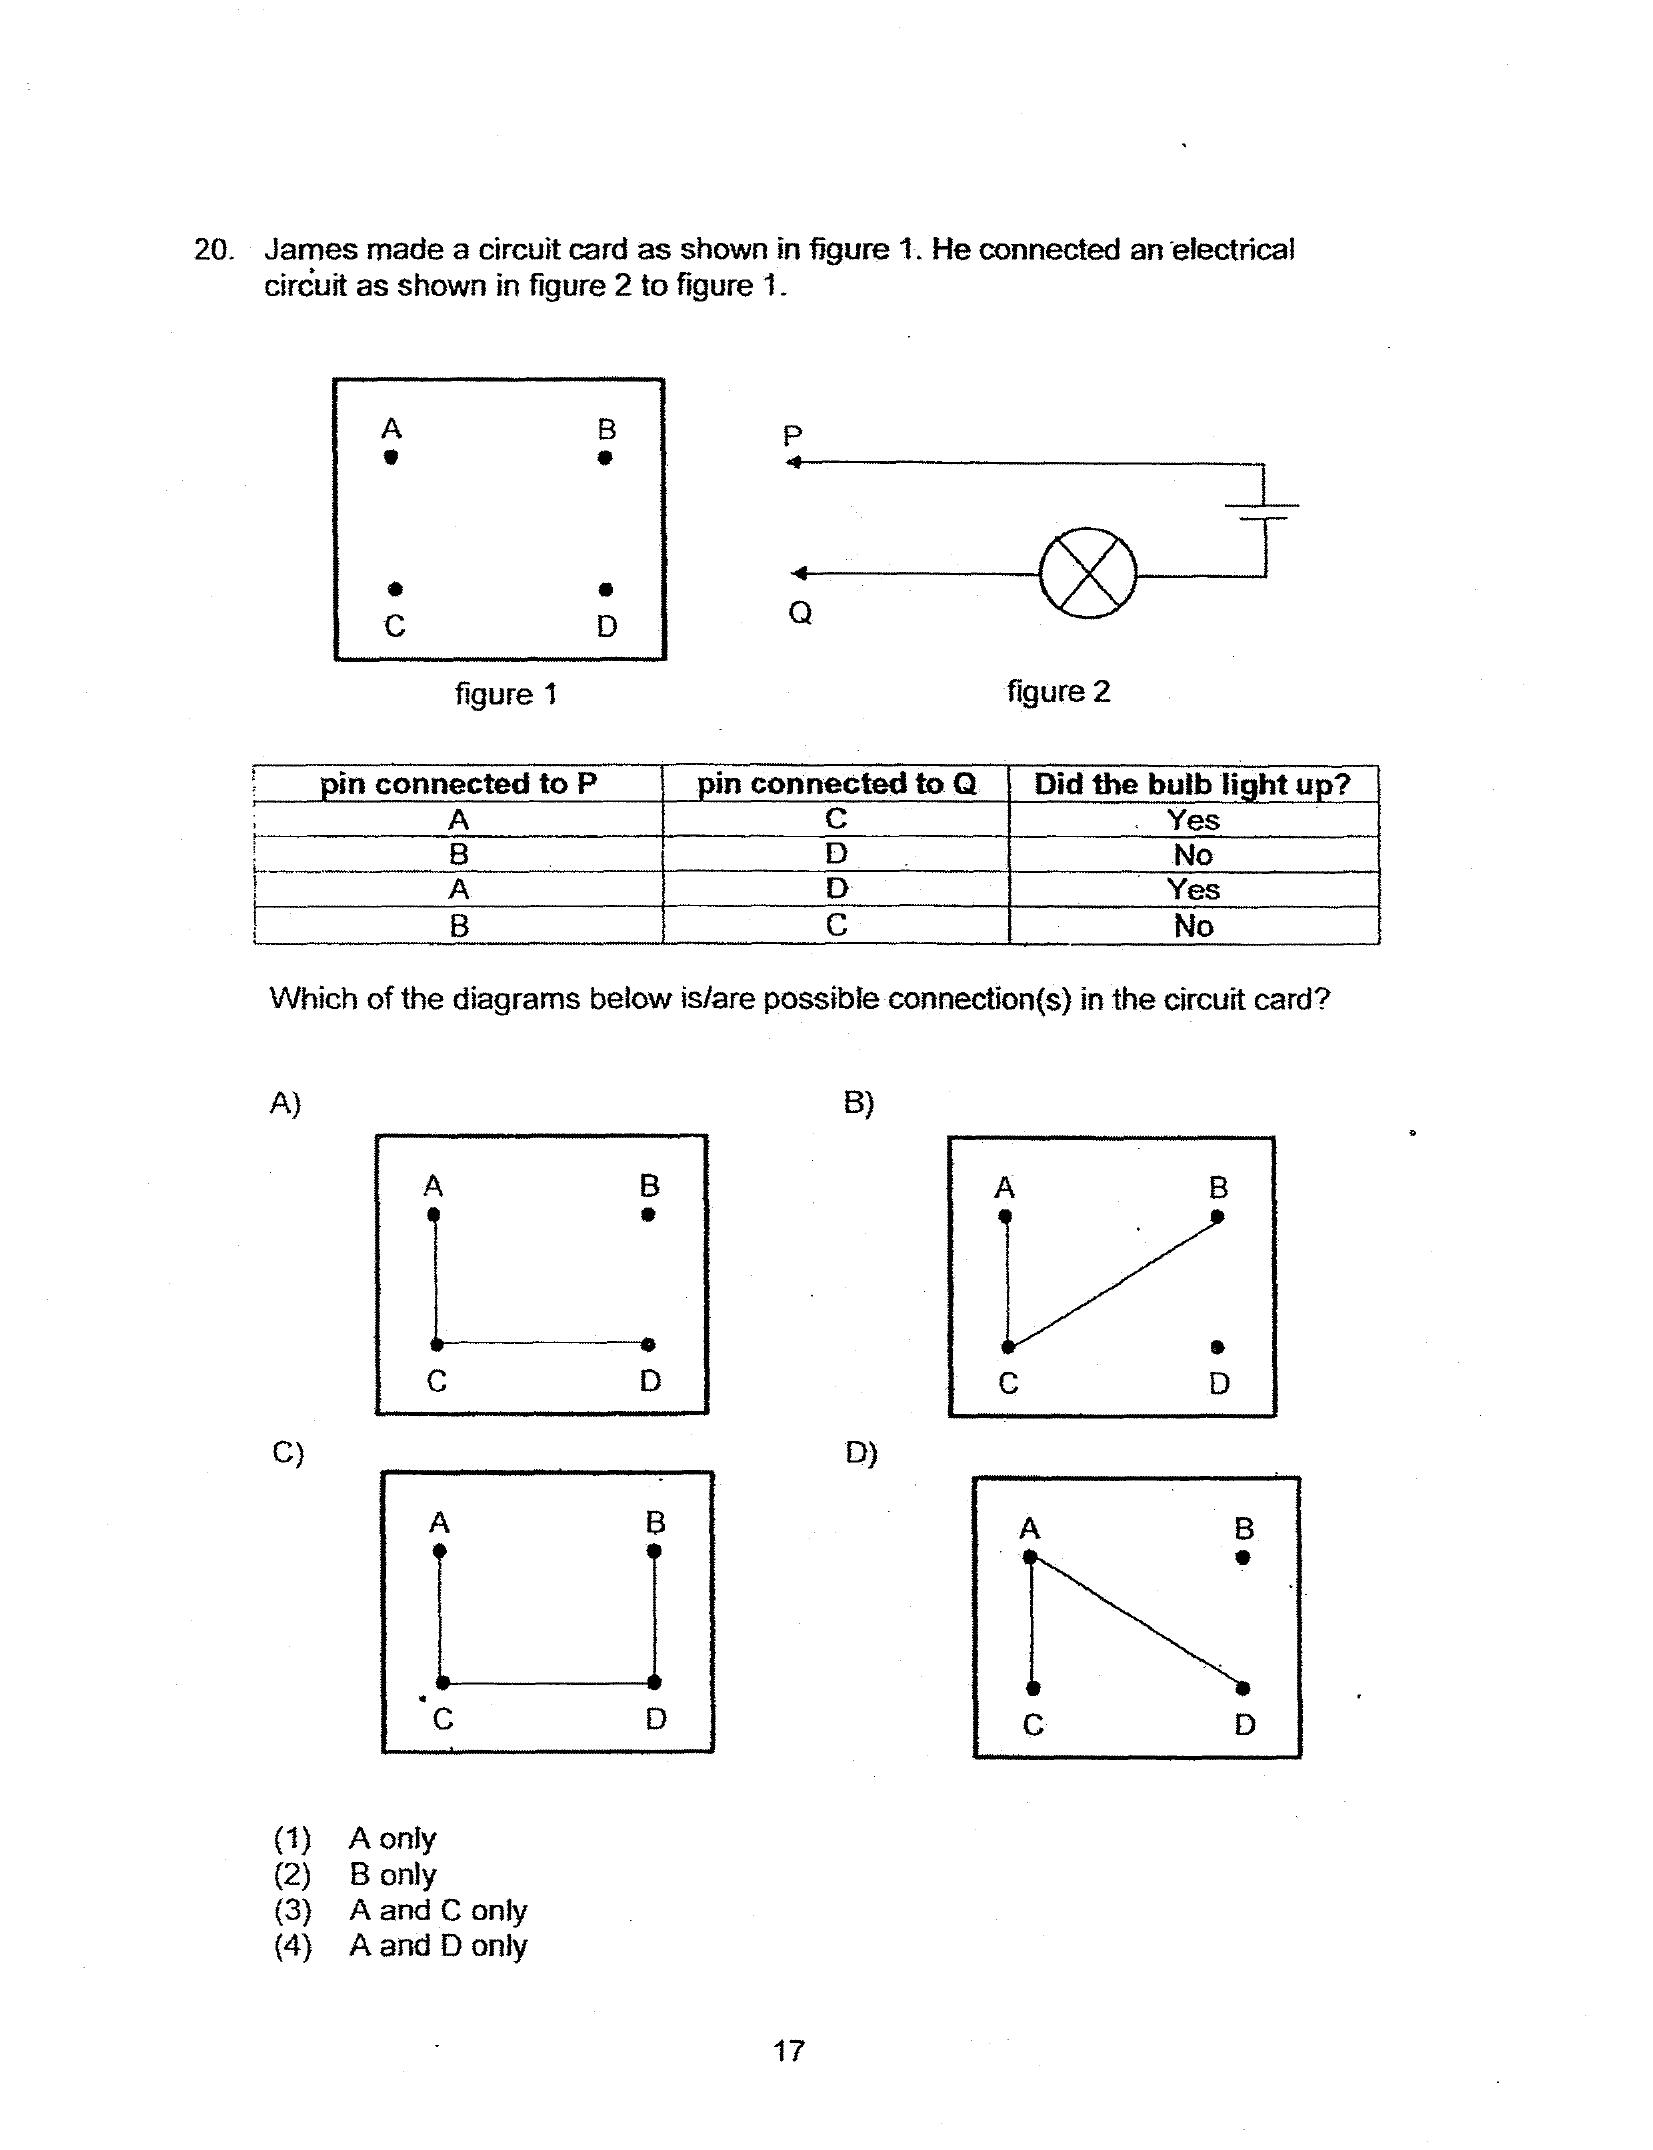 20. James made a circuit card as shown in figure 1. He connected an electrical
circuit as shown in figure 2 to figure 1.
A B
C D
P
Q
figure 1 figure 2
pin connected to P pin connected to Q Did the bulb light up?
A C Yes
B D No
A D Yes
B C No
Which of the diagrams below is/are possible connection(s) in the circuit card?
A) B)
A B A B
C D C D
C) D)
A B A B
C D C D
(1) A only
(2) B only
(3) A and C only
(4) A and D only
17